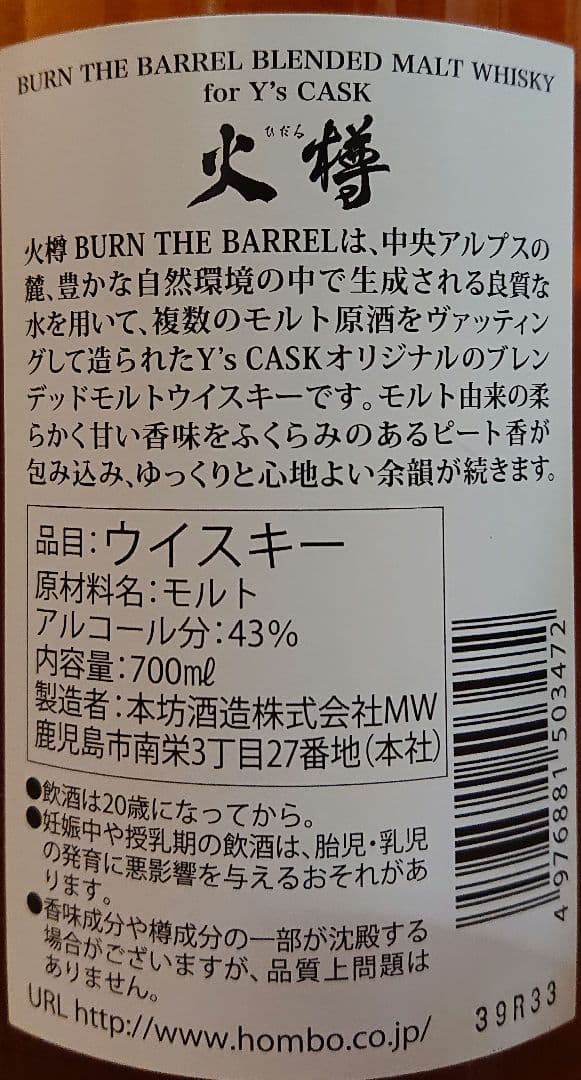 BURN THE BARREL BLENDED MALT WHISKY
for Y's CASK
ひだる
火樽
火樽 BURN THE BARRELは、中央アルプスの
麓、豊かな自然環境の中で生成される良質な
水を用いて、複数のモルト原酒をヴァッティン
グして造られたY's CASKオリジナルのブレン
デッドモルトウイスキーです。モルト由来の柔
らかく甘い香味をふくらみのあるピート香が
包み込み、ゆっくりと心地よい余韻が続きます。
品目:ウイスキー
原材料名:モルト
アルコール分:43%
内容量:700㎖
製造者:本坊酒造株式会社MW
鹿児島市南栄3丁目27番地(本社)
●飲酒は20歳になってから。
●妊娠中や授乳期の飲酒は、胎児・乳児
の発育に悪影響を与えるおそれがあ
ります。
●香味成分や樽成分の一部が沈殿する
場合がございますが、品質上問題は
ありません。
URL http://www.hombo.co.jp/
4 976881 503472
39R33